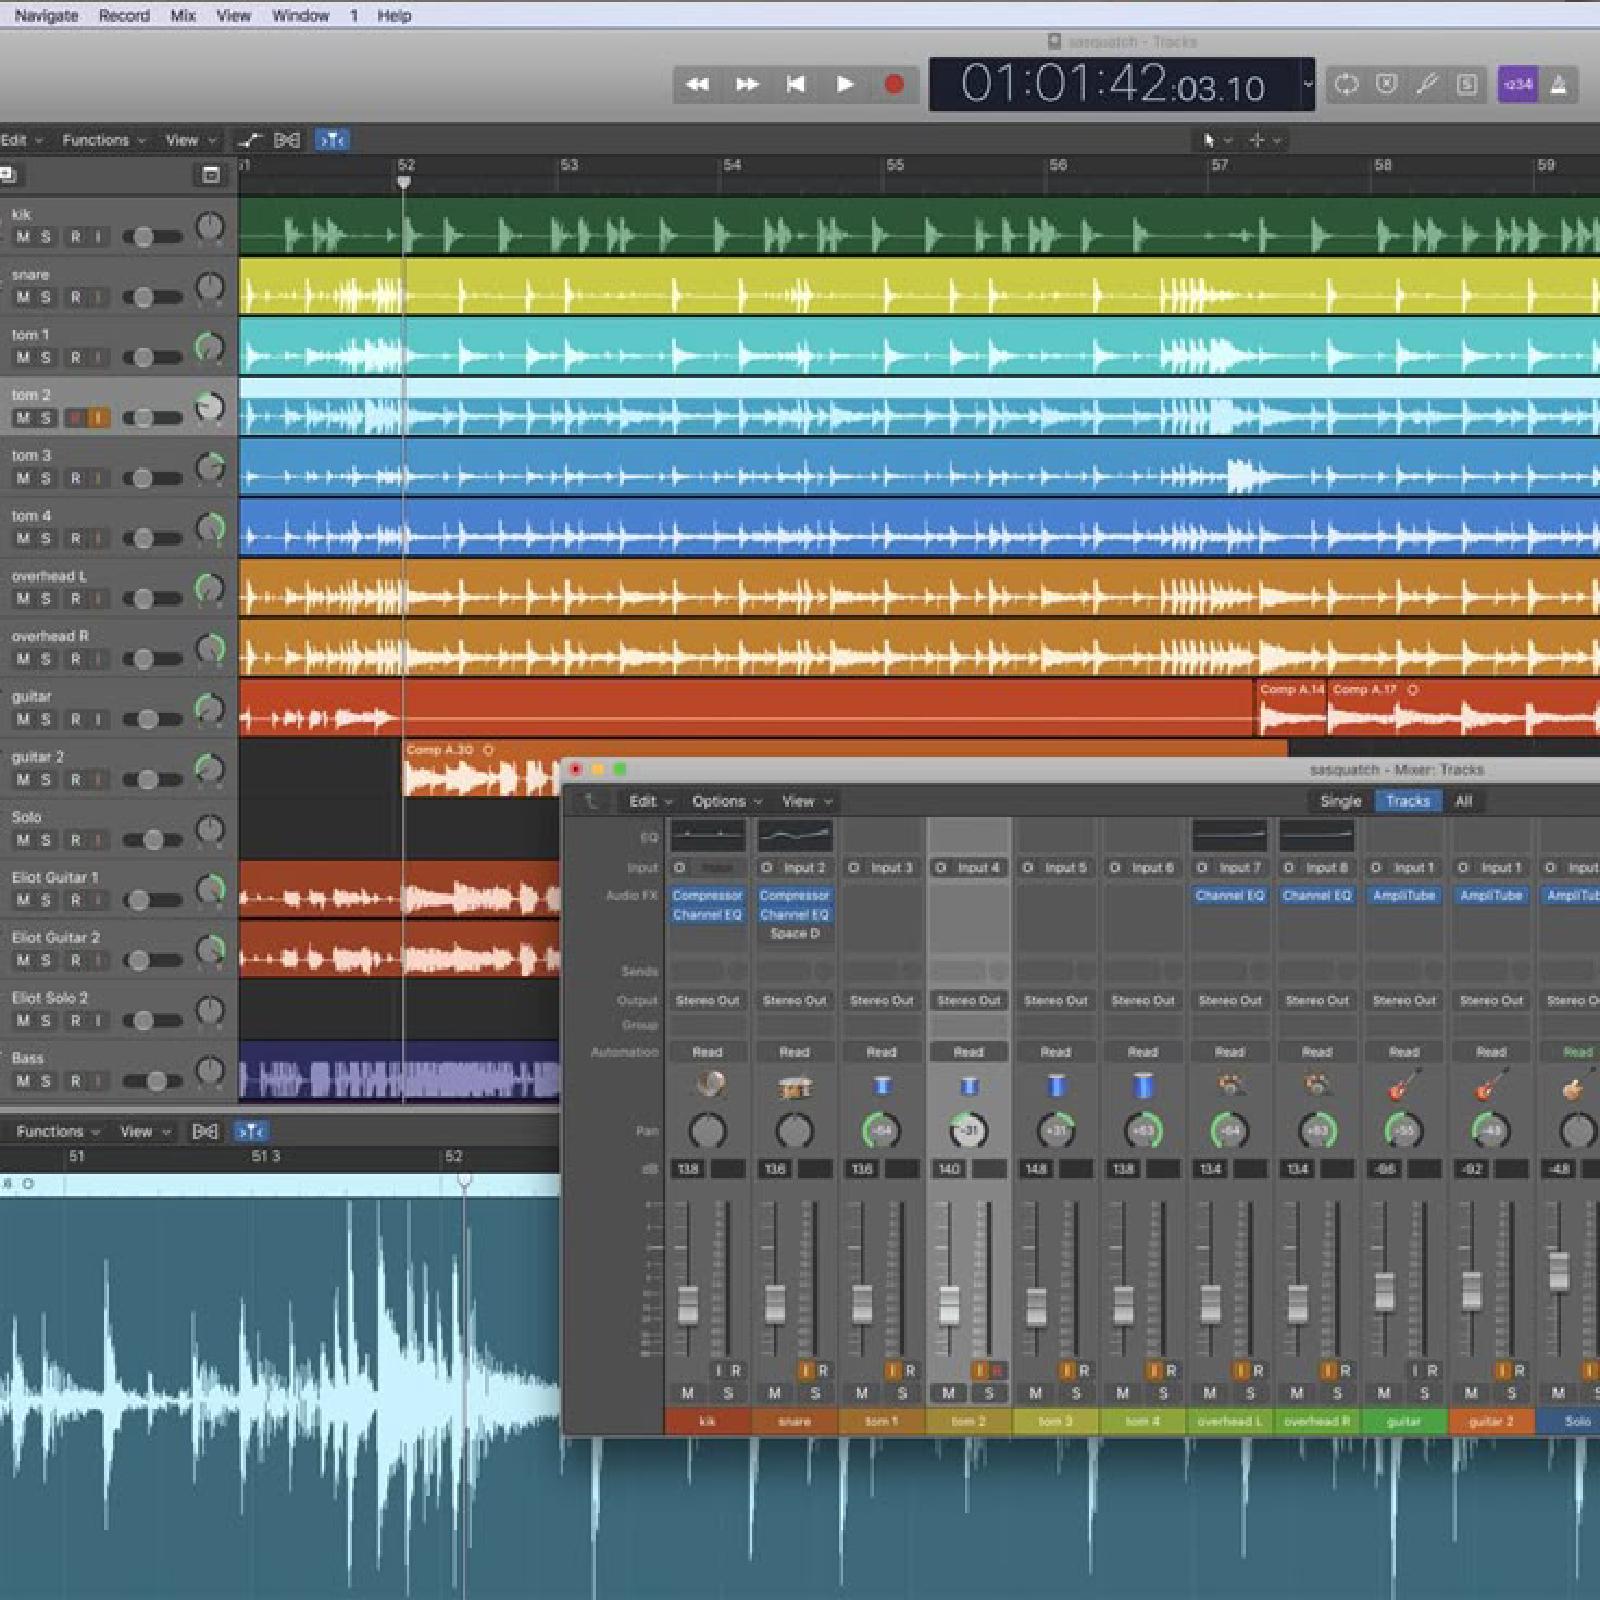 Navigate Record Mix View Window 1 Help
sasquatch - Tracks
01:01:42:03.10
S 1234
Edit Functions View
52 53 54 55 56 57 58 59
kik
M S R I
snare
M S R I
tom 1
M S R I
tom 2
M S R I
tom 3
M S R I
tom 4
M S R I
overhead L
M S R I
overhead R
M S R I
guitar Comp A.14 Comp A.17
M S R I
guitar 2 Comp A.30
M S R I
Solo
M S R I
Eliot Guitar 1
M S R I
Eliot Guitar 2
M S R I
Eliot Solo 2
M S R I
Bass
M S R I
Functions View
51 51 3 52
sasquatch - Mixer: Tracks
Edit Options View Single Tracks All
EQ
Input Input 2 Input 3 Input 4 Input 5 Input 6 Input 7 Input 8 Input 1 Input 1
Audio FX Compressor Compressor Channel EQ Channel EQ AmpliTube AmpliTube
Channel EQ Channel EQ
Space D
Sends
Output Stereo Out Stereo Out Stereo Out Stereo Out Stereo Out Stereo Out Stereo Out Stereo Out Stereo Out Stereo Out
Group
Automation Read Read Read Read Read Read Read Read Read Read Read
Pan -64 -31 +31 +63 -64 +63 -55 -48
dB 13.8 13.6 13.6 14.0 14.8 13.8 13.4 13.4 -9.6 -9.2 -4.8
I R I R I R I R I R I R I R I R I R I R I
M S M S M S M S M S M S M S M S M S M S M S
kik snare tom 1 tom 2 tom 3 tom 4 overhead L overhead R guitar guitar 2 Solo